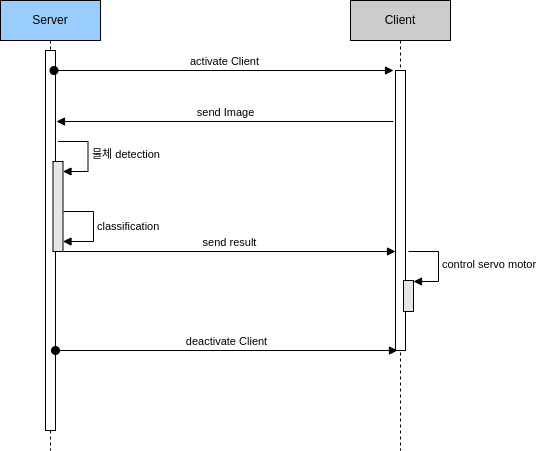 Server
Client
activate Client
send Image
물체 detection
classification
send result
control servo motor
deactivate Client